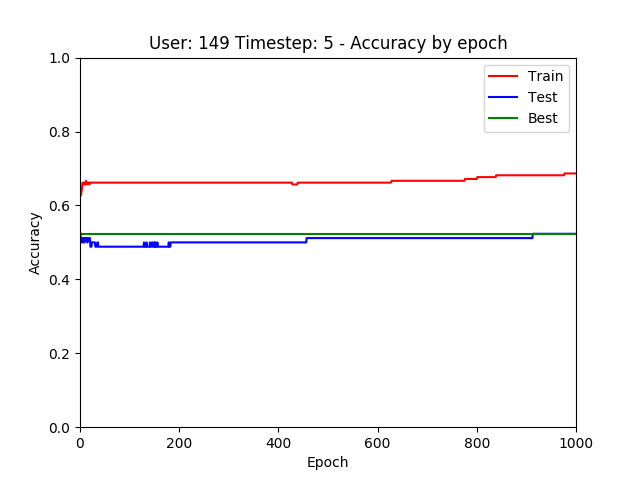 User: 149 Timestep: 5 - Accuracy by epoch
1.0
0.8
0.6
0.4
0.2
0.0
Accuracy
Train
Test
Best
0 200 400 600 800 1000
Epoch